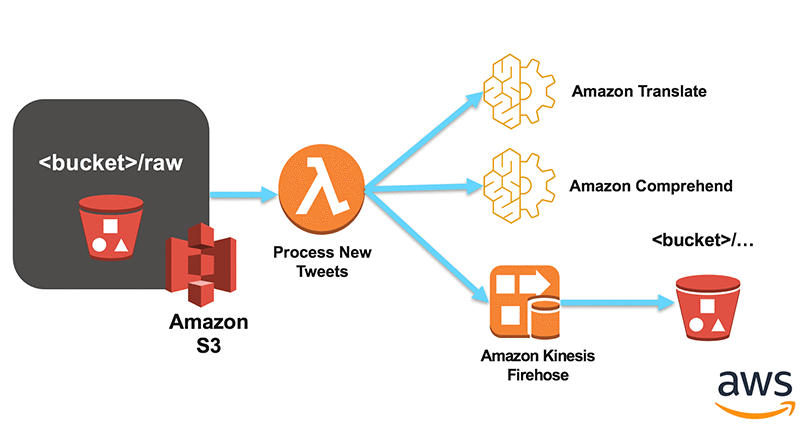 <bucket>/raw
Amazon
S3
Process New
Tweets
Amazon Translate
Amazon Comprehend
Amazon Kinesis
Firehose
<bucket>/...
aws